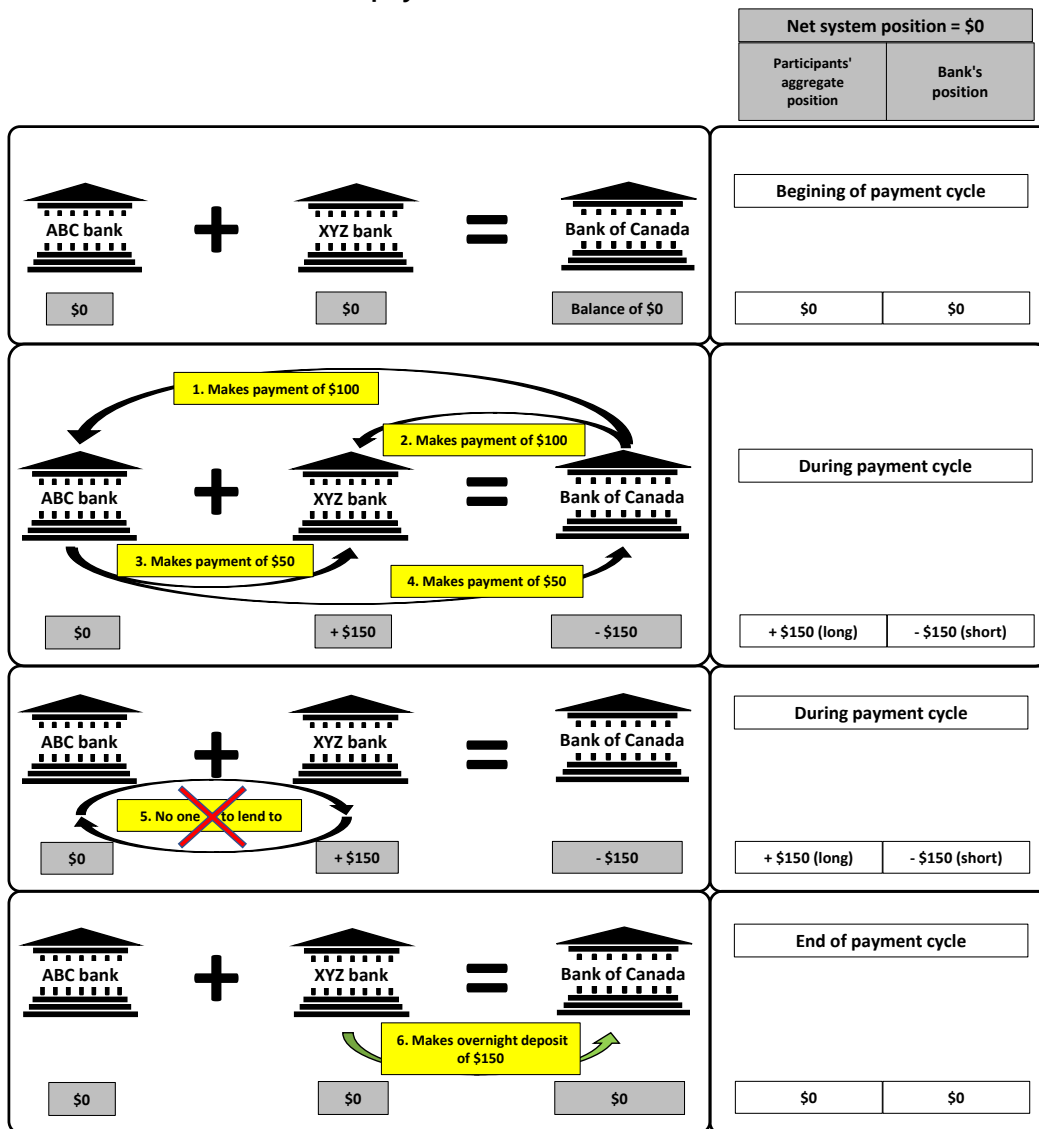 Net system position = $0
Participants'
aggregate
position
Bank's
position
ABC bank
XYZ bank
Bank of Canada
$0
$0
Balance of $0
Begining of payment cycle
$0
$0
1. Makes payment of $100
2. Makes payment of $100
ABC bank
XYZ bank
Bank of Canada
3. Makes payment of $50
4. Makes payment of $50
$0
+ $150
- $150
During payment cycle
+ $150 (long)
- $150 (short)
ABC bank
XYZ bank
Bank of Canada
5. No one to lend to
$0
+ $150
- $150
During payment cycle
+ $150 (long)
- $150 (short)
ABC bank
XYZ bank
Bank of Canada
6. Makes overnight deposit
of $150
$0
$0
$0
End of payment cycle
$0
$0